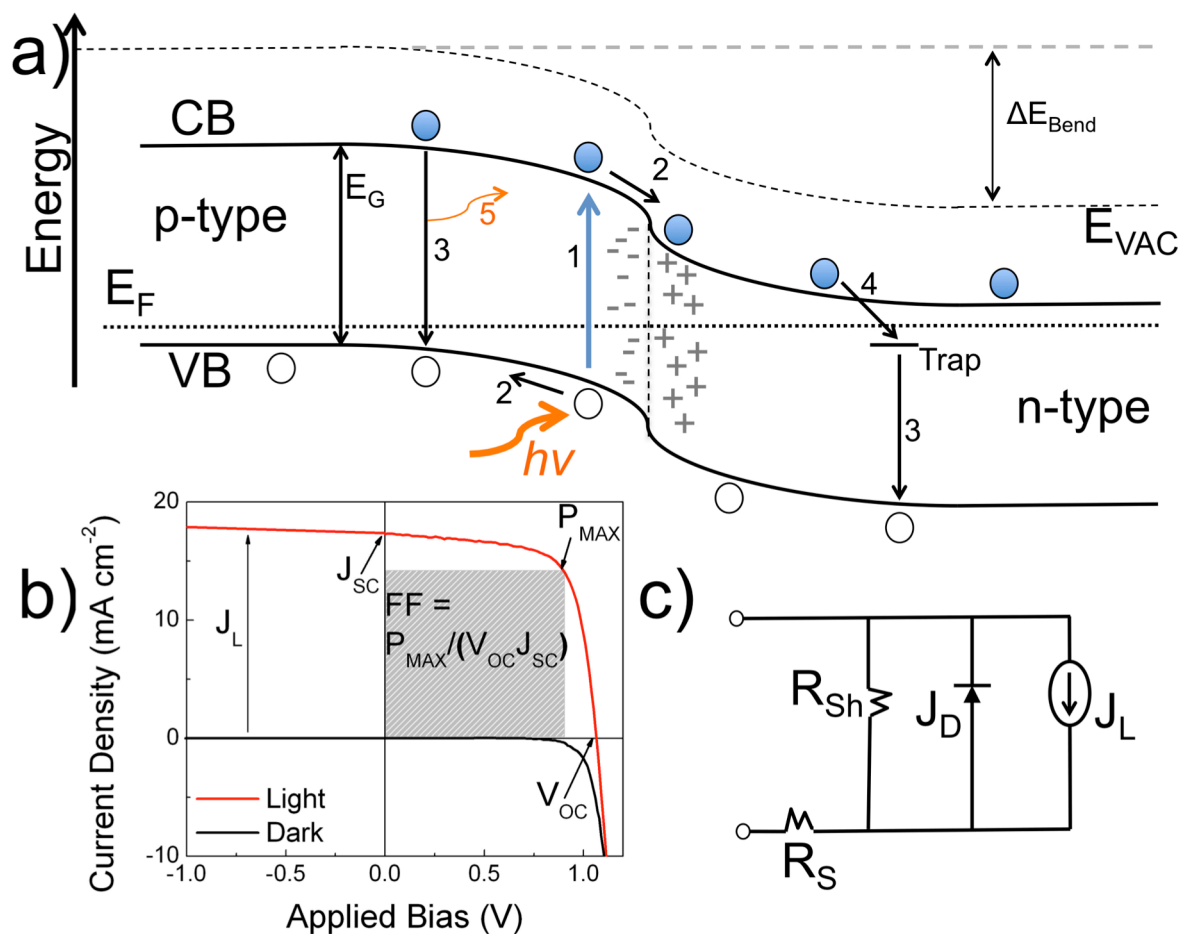 a)
Energy
CB
E_G
p-type
E_F
VB
1
2
2
3
5
hv
ΔE_Bend
E_VAC
4
Trap
3
n-type
− − − − − − − − −
+ + + + + + + + +
b)
Current Density (mA cm⁻²)
20
10
0
-10
J_L
J_SC
P_MAX
FF =
P_MAX/(V_OC J_SC)
V_OC
Light
Dark
-1.0
-0.5
0.0
0.5
1.0
Applied Bias (V)
c)
R_Sh
J_D
J_L
R_S